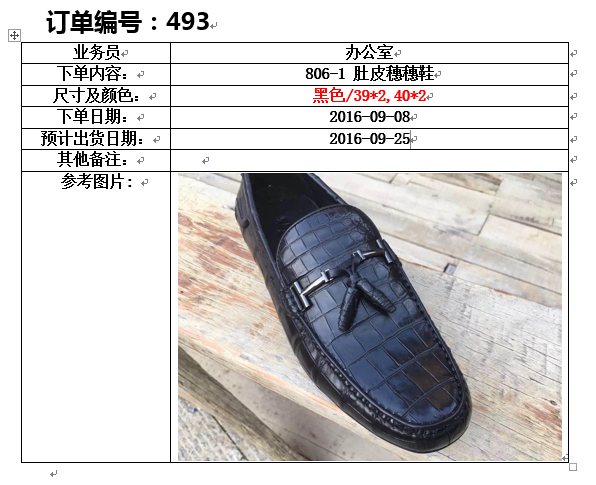 订单编号：493
业务员 办公室
下单内容： 806-1 肚皮穗穗鞋
尺寸及颜色： 黑色/39*2,40*2
下单日期： 2016-09-08
预计出货日期： 2016-09-25
其他备注：
参考图片：